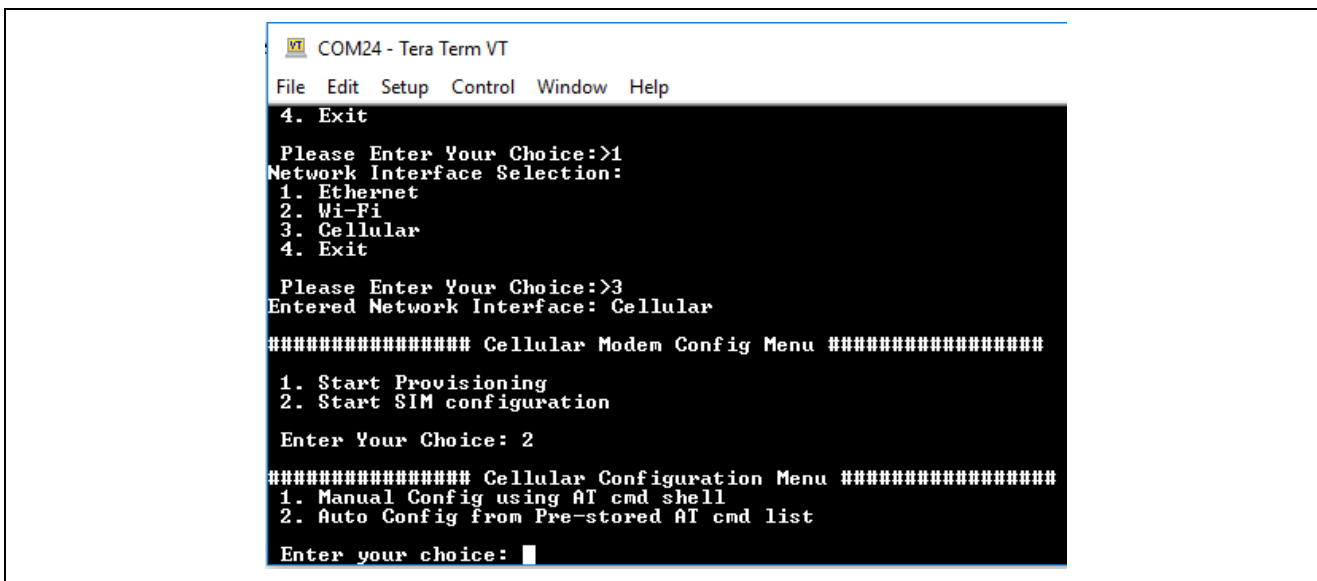 COM24 - Tera Term VT
File Edit Setup Control Window Help
4. Exit
Please Enter Your Choice:>1
Network Interface Selection:
1. Ethernet
2. Wi-Fi
3. Cellular
4. Exit
Please Enter Your Choice:>3
Entered Network Interface: Cellular
################ Cellular Modem Config Menu #################
1. Start Provisioning
2. Start SIM configuration
Enter Your Choice: 2
################ Cellular Configuration Menu #################
1. Manual Config using AT cmd shell
2. Auto Config from Pre-stored AT cmd list
Enter your choice: